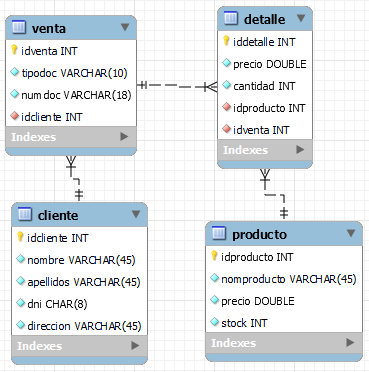 venta
idventa INT
tipodoc VARCHAR(10)
numdoc VARCHAR(18)
idcliente INT
Indexes
detalle
iddetalle INT
precio DOUBLE
cantidad INT
idproducto INT
idventa INT
Indexes
cliente
idcliente INT
nombre VARCHAR(45)
apellidos VARCHAR(45)
dni CHAR(8)
direccion VARCHAR(45)
Indexes
producto
idproducto INT
nomproducto VARCHAR(45)
precio DOUBLE
stock INT
Indexes